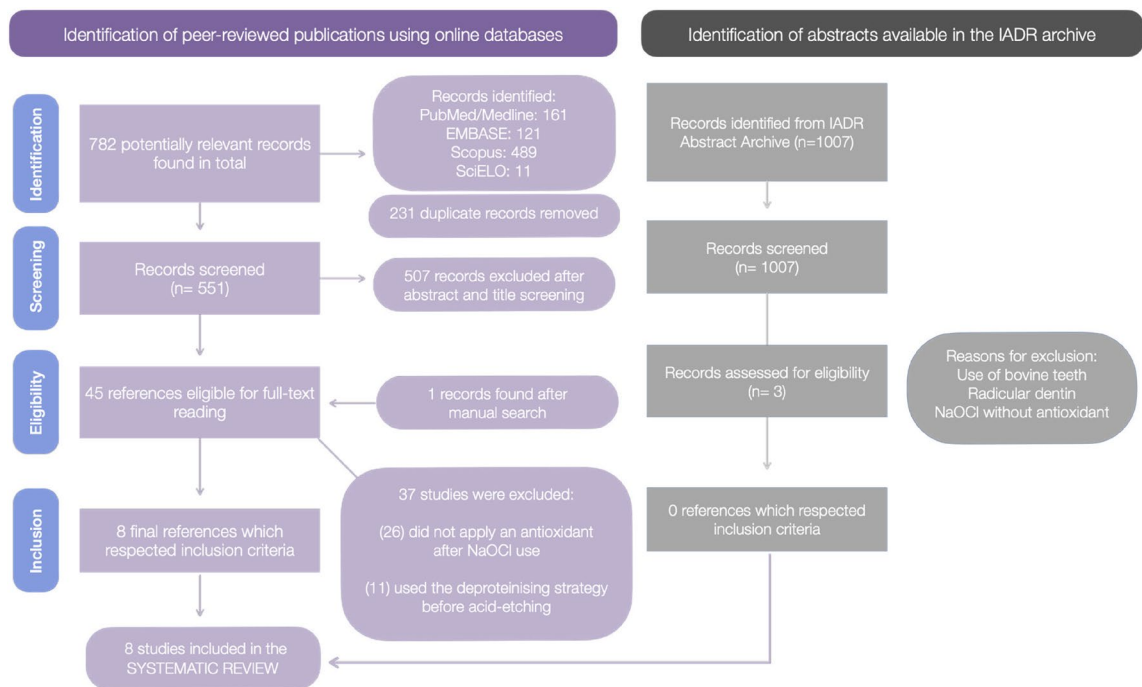 Identification of peer-reviewed publications using online databases
Identification of abstracts available in the IADR archive
Identification
782 potentially relevant records
found in total
Records identified:
PubMed/Medline: 161
EMBASE: 121
Scopus: 489
SciELO: 11
231 duplicate records removed
Records identified from IADR
Abstract Archive (n=1007)
Screening
Records screened
(n= 551)
507 records excluded after
abstract and title screening
Records screened
(n= 1007)
Eligibility
45 references eligible for full-text
reading
1 records found after
manual search
Records assessed for eligibility
(n= 3)
Reasons for exclusion:
Use of bovine teeth
Radicular dentin
NaOCl without antioxidant
Inclusion
8 final references which
respected inclusion criteria
37 studies were excluded:
(26) did not apply an antioxidant
after NaOCl use
(11) used the deproteinising strategy
before acid-etching
0 references which respected
inclusion criteria
8 studies included in the
SYSTEMATIC REVIEW